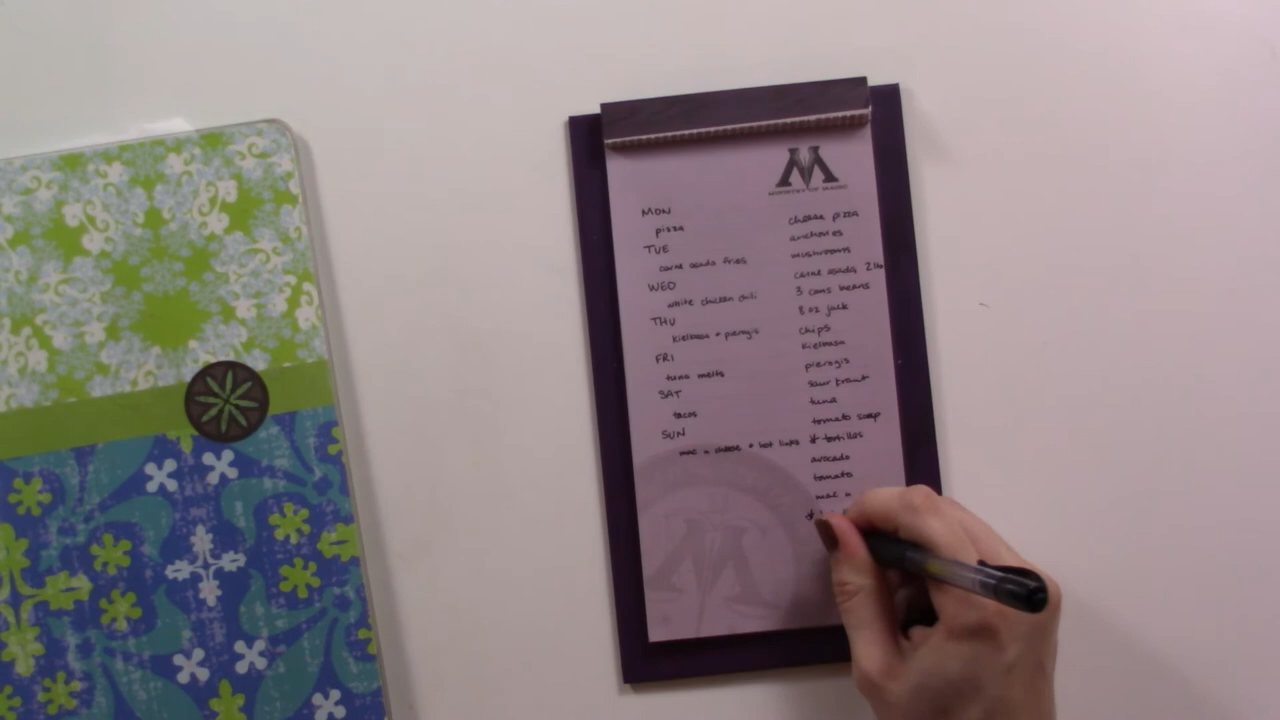 MINISTRY OF MAGIC
MON
pizza
TUE
carne asada fries
WED
white chicken chili
THU
kielbasa + pierogis
FRI
tuna melts
SAT
tacos
SUN
mac n cheese + hot links
cheese pizza
anchovies
mushrooms
carne asada 2 lb
3 cans beans
8 oz jack
chips
kielbasa
pierogis
saur kraut
tuna
tomato soup
tortillas
avocado
tomato
mac n
M